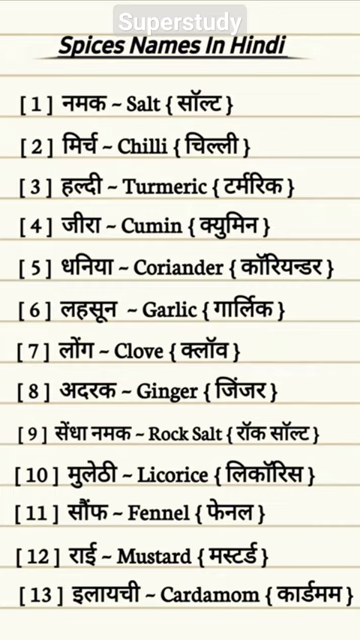 Superstudy
Spices Names In Hindi
[ 1 ] नमक ~ Salt { सॉल्ट }
[ 2 ] मिर्च ~ Chilli { चिल्ली }
[ 3 ] हल्दी ~ Turmeric { टर्मरिक }
[ 4 ] जीरा ~ Cumin { क्युमिन }
[ 5 ] धनिया ~ Coriander { कॉरियन्डर }
[ 6 ] लहसून ~ Garlic { गार्लिक }
[ 7 ] लोंग ~ Clove { क्लॉव }
[ 8 ] अदरक ~ Ginger { जिंजर }
[ 9 ] सेंधा नमक ~ Rock Salt { रॉक सॉल्ट }
[ 10 ] मुलेठी ~ Licorice { लिकॉरिस }
[ 11 ] सौंफ ~ Fennel { फेनल }
[ 12 ] राई ~ Mustard { मस्टर्ड }
[ 13 ] इलायची ~ Cardamom { कार्डमम }